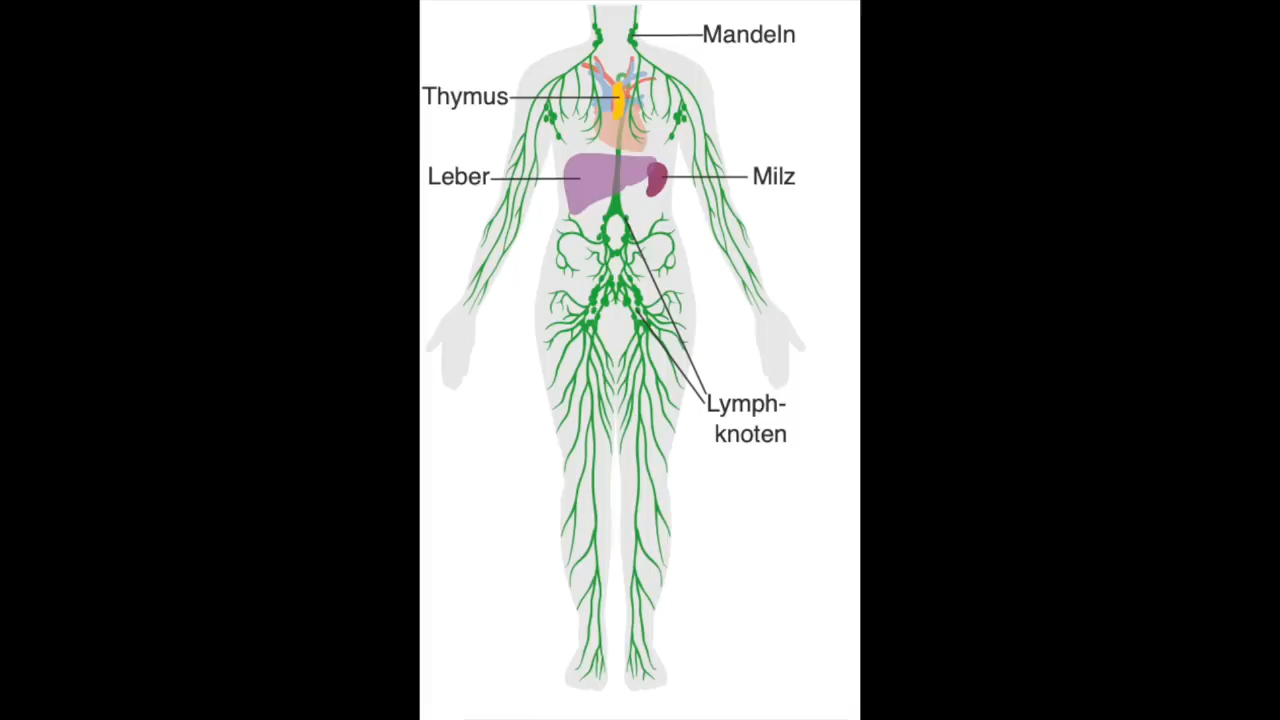 Mandeln
Thymus
Leber
Milz
Lymph-
knoten